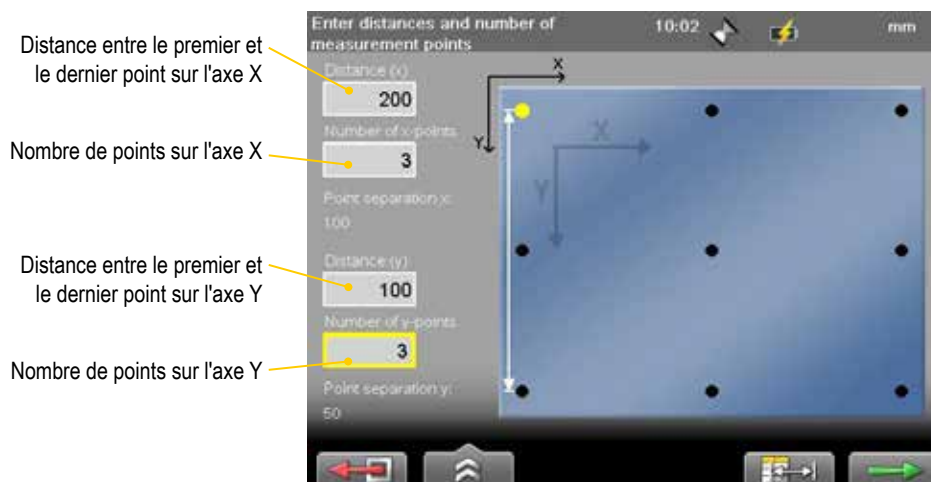 Distance entre le premier et
le dernier point sur l'axe X
Nombre de points sur l'axe X
Distance entre le premier et
le dernier point sur l'axe Y
Nombre de points sur l'axe Y
Enter distances and number of
measurement points
10:02
mm
Distance (x)
200
Number of x-points
3
Point separation x:
100
Distance (y)
100
Number of y-points
3
Point separation y:
50
X
Y
X
Y